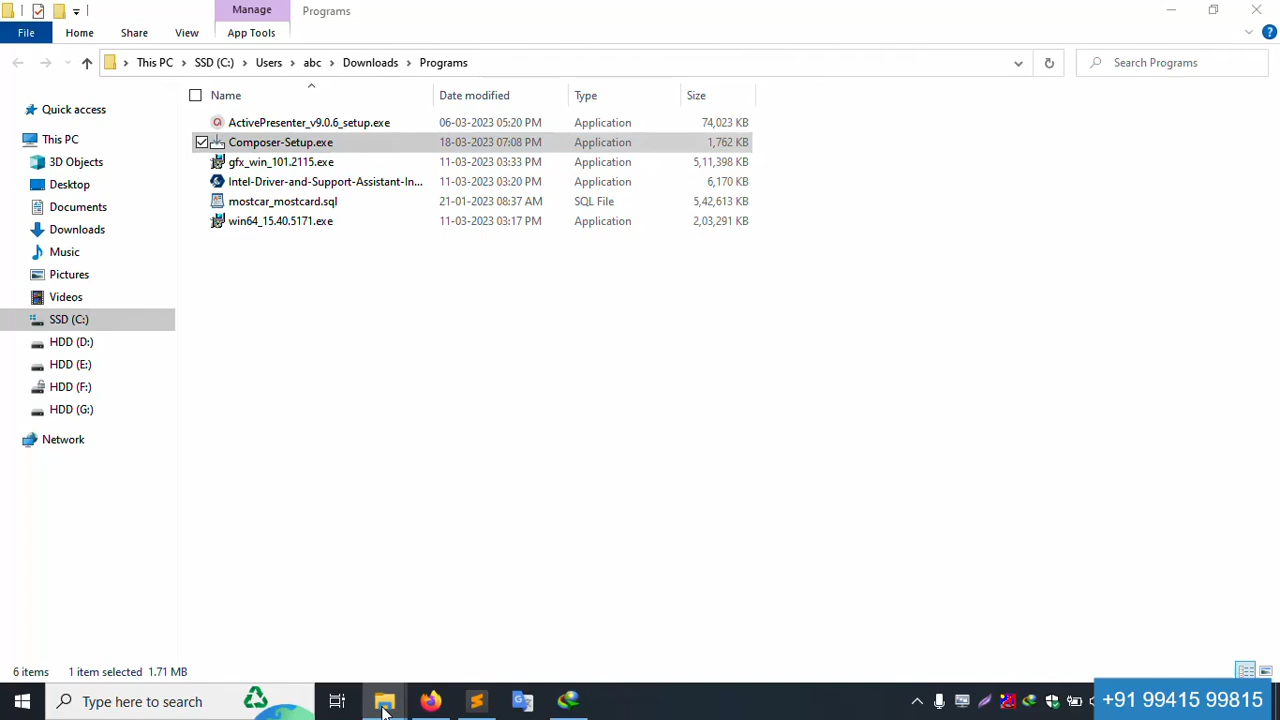 Manage Programs
File Home Share View App Tools
This PC SSD (C:) Users abc Downloads Programs Search Programs
Name Date modified Type Size
Quick access
This PC
3D Objects
Desktop
Documents
Downloads
Music
Pictures
Videos
SSD (C:)
HDD (D:)
HDD (E:)
HDD (F:)
HDD (G:)
Network
ActivePresenter_v9.0.6_setup.exe 06-03-2023 05:20 PM Application 74,023 KB
Composer-Setup.exe 18-03-2023 07:08 PM Application 1,762 KB
gfx_win_101.2115.exe 11-03-2023 03:33 PM Application 5,11,398 KB
Intel-Driver-and-Support-Assistant-In... 11-03-2023 03:20 PM Application 6,170 KB
mostcar_mostcard.sql 21-01-2023 08:37 AM SQL File 5,42,613 KB
win64_15.40.5171.exe 11-03-2023 03:17 PM Application 2,03,291 KB
6 items 1 item selected 1.71 MB
Type here to search
+91 99415 99815